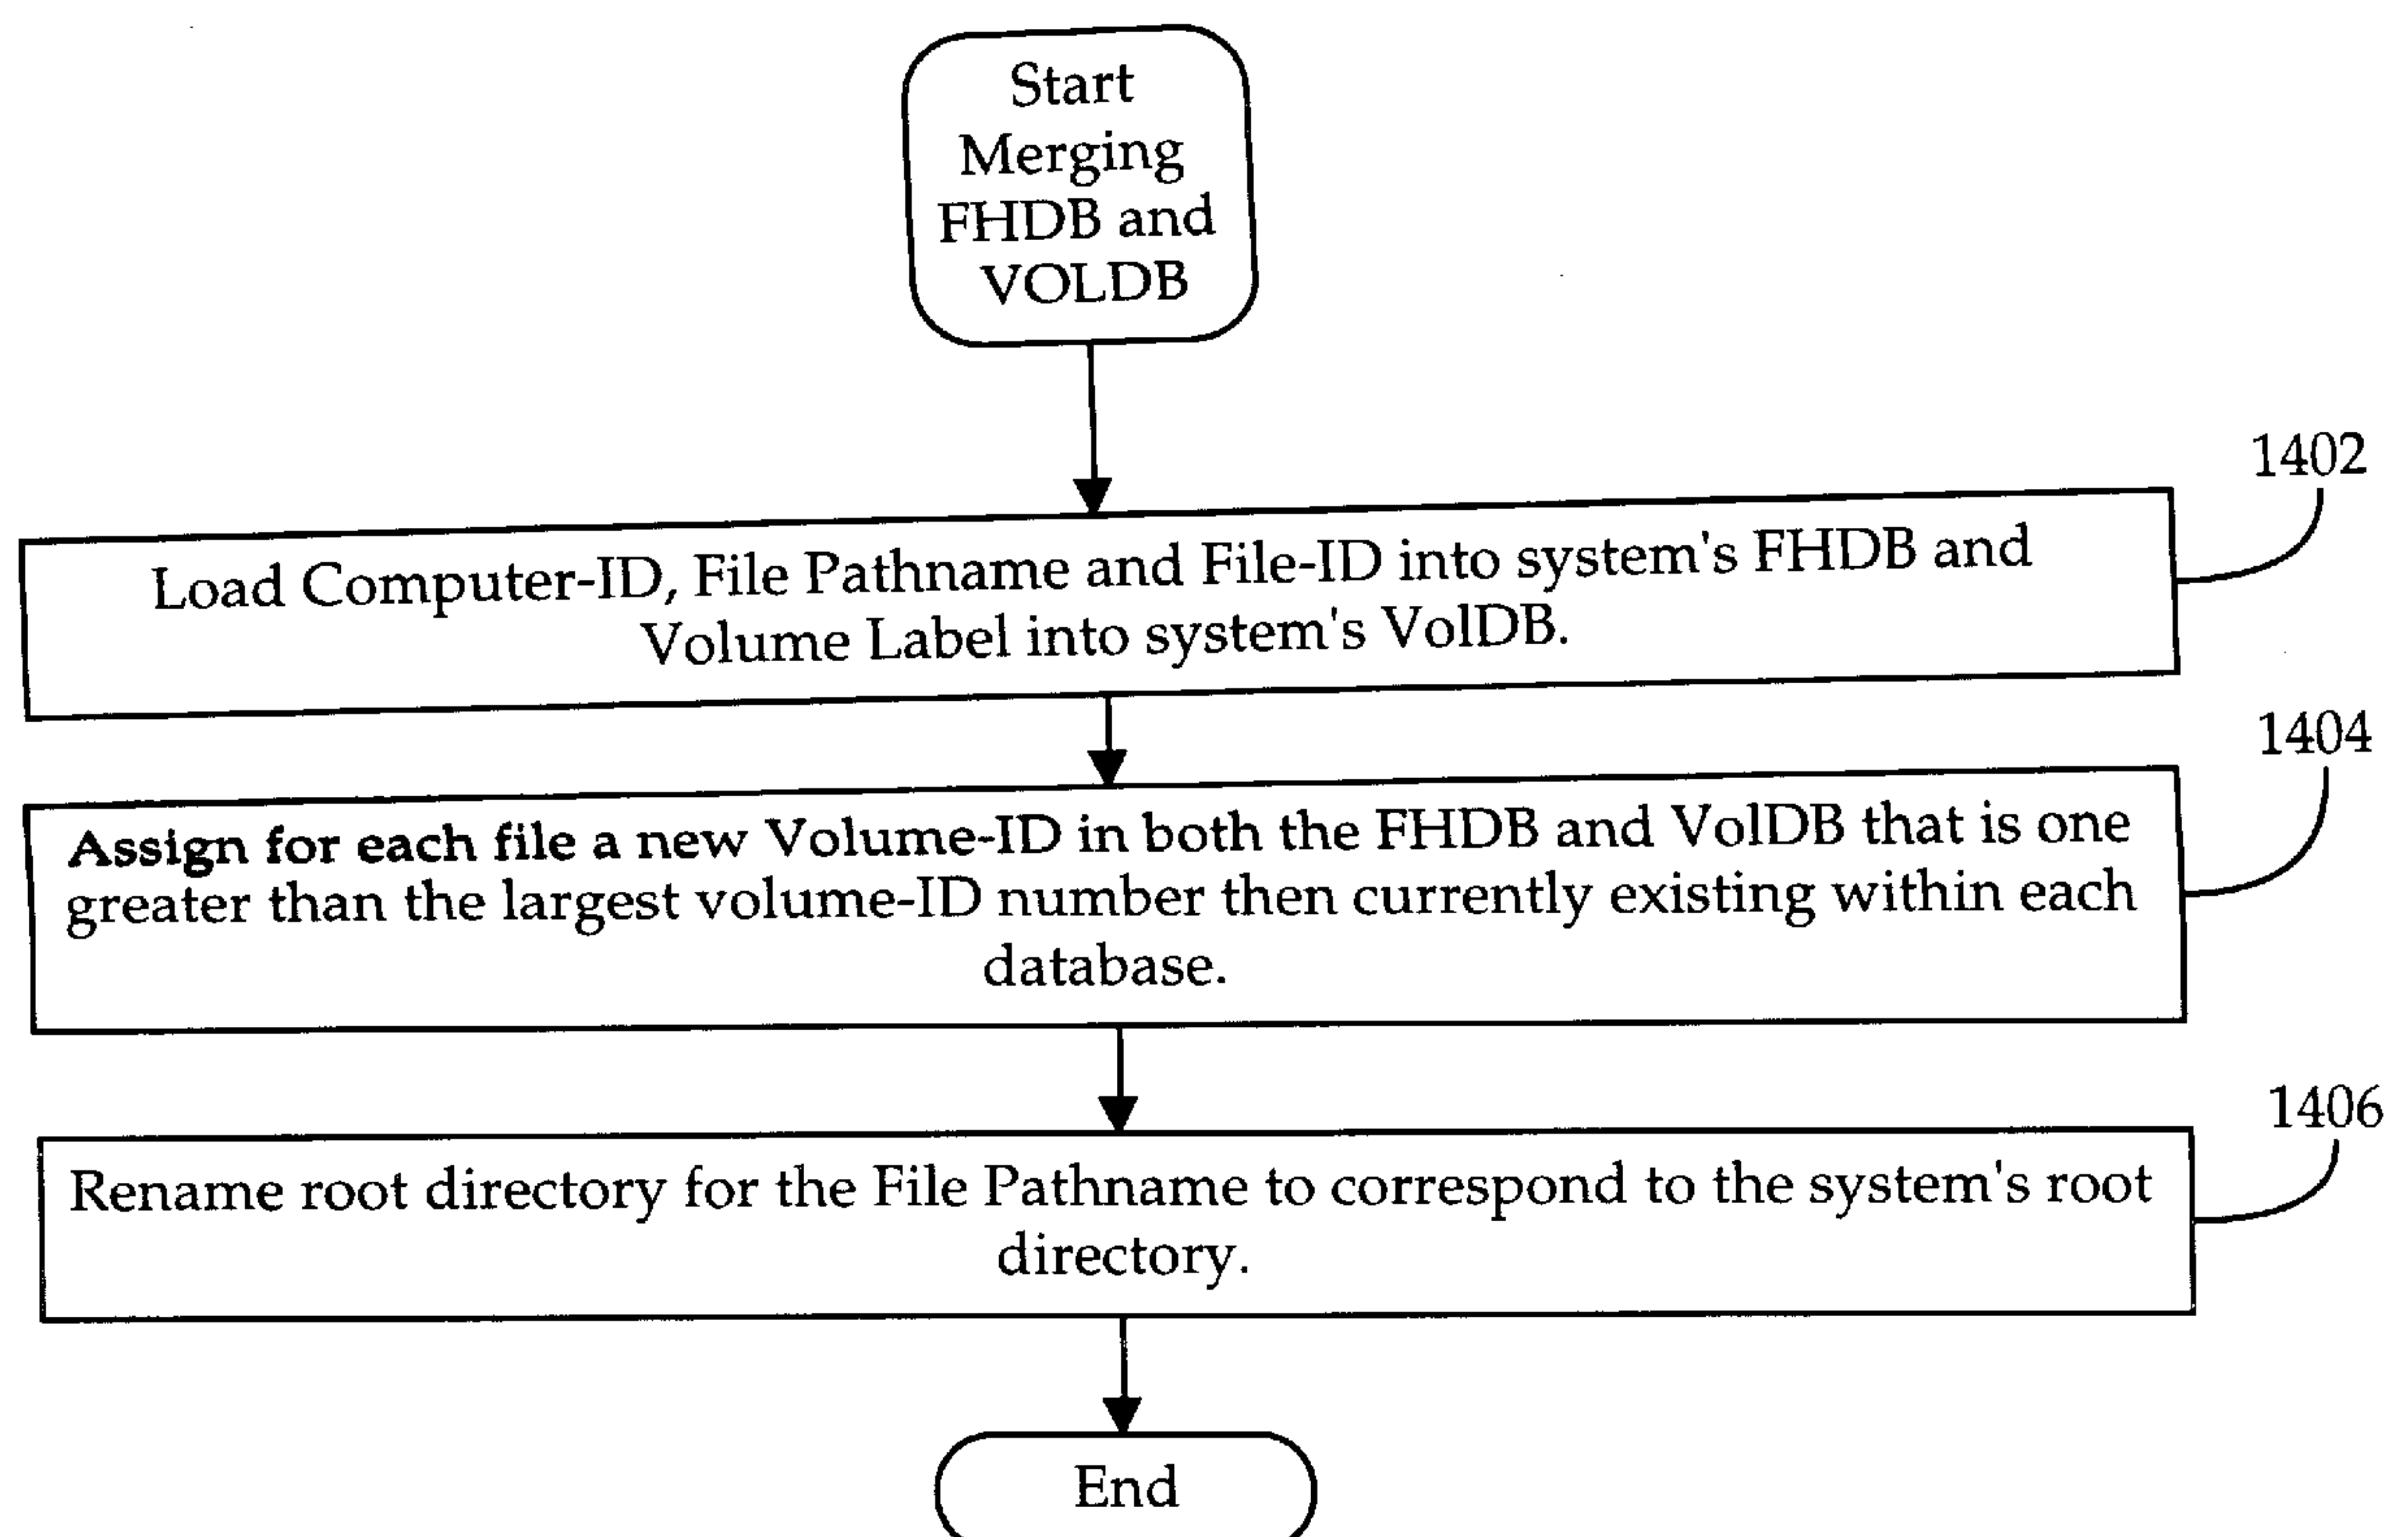 Start
Merging
FHDB and
VOLDB
1402
Load Computer-ID, File Pathname and File-ID into system's FHDB and
Volume Label into system's VolDB.
1404
Assign for each file a new Volume-ID in both the FHDB and VolDB that is one
greater than the largest volume-ID number then currently existing within each
database.
1406
Rename root directory for the File Pathname to correspond to the system's root
directory.
End